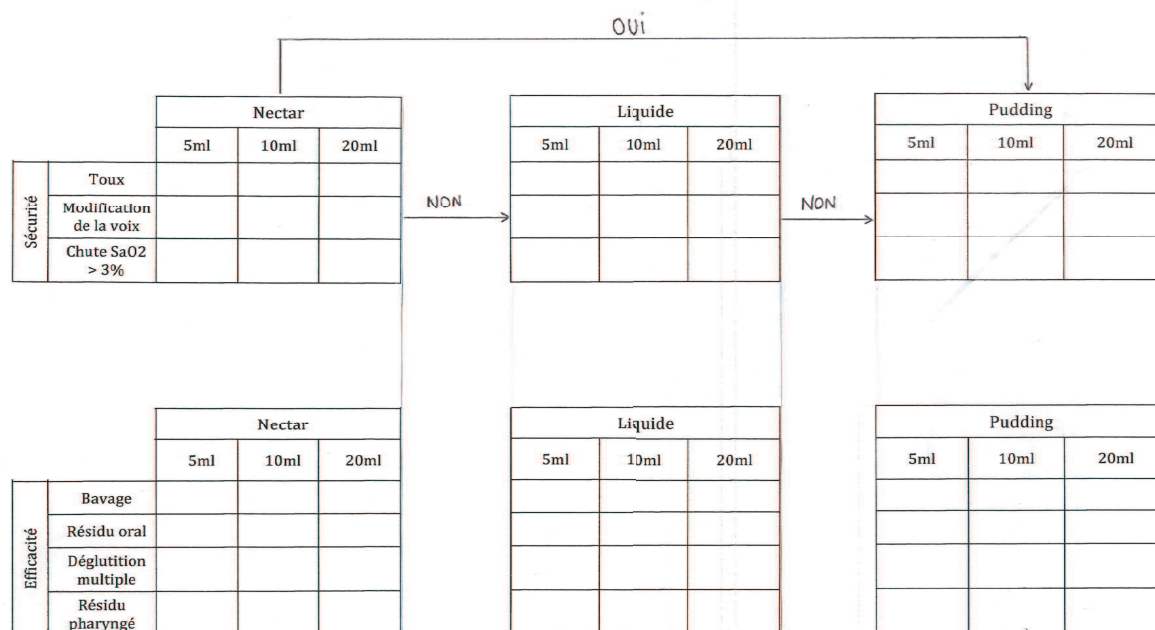 OUi
Nectar Liquide Pudding
5ml 10ml 20ml 5ml 10ml 20ml 5ml 10ml 20ml
Sécurité
Toux
Modification
de la voix
Chute SaO2
> 3%
NON NON
Nectar Liquide Pudding
5ml 10ml 20ml 5ml 10ml 20ml 5ml 10ml 20ml
Efficacité
Bavage
Résidu oral
Déglutition
multiple
Résidu
pharyngé